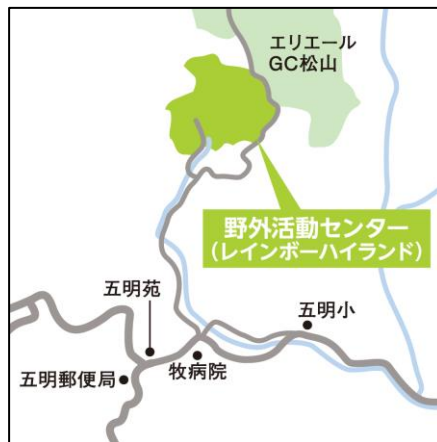 エリエール
GC松山
野外活動センター
(レインボーハイランド)
五明苑
五明小
五明郵便局
牧病院